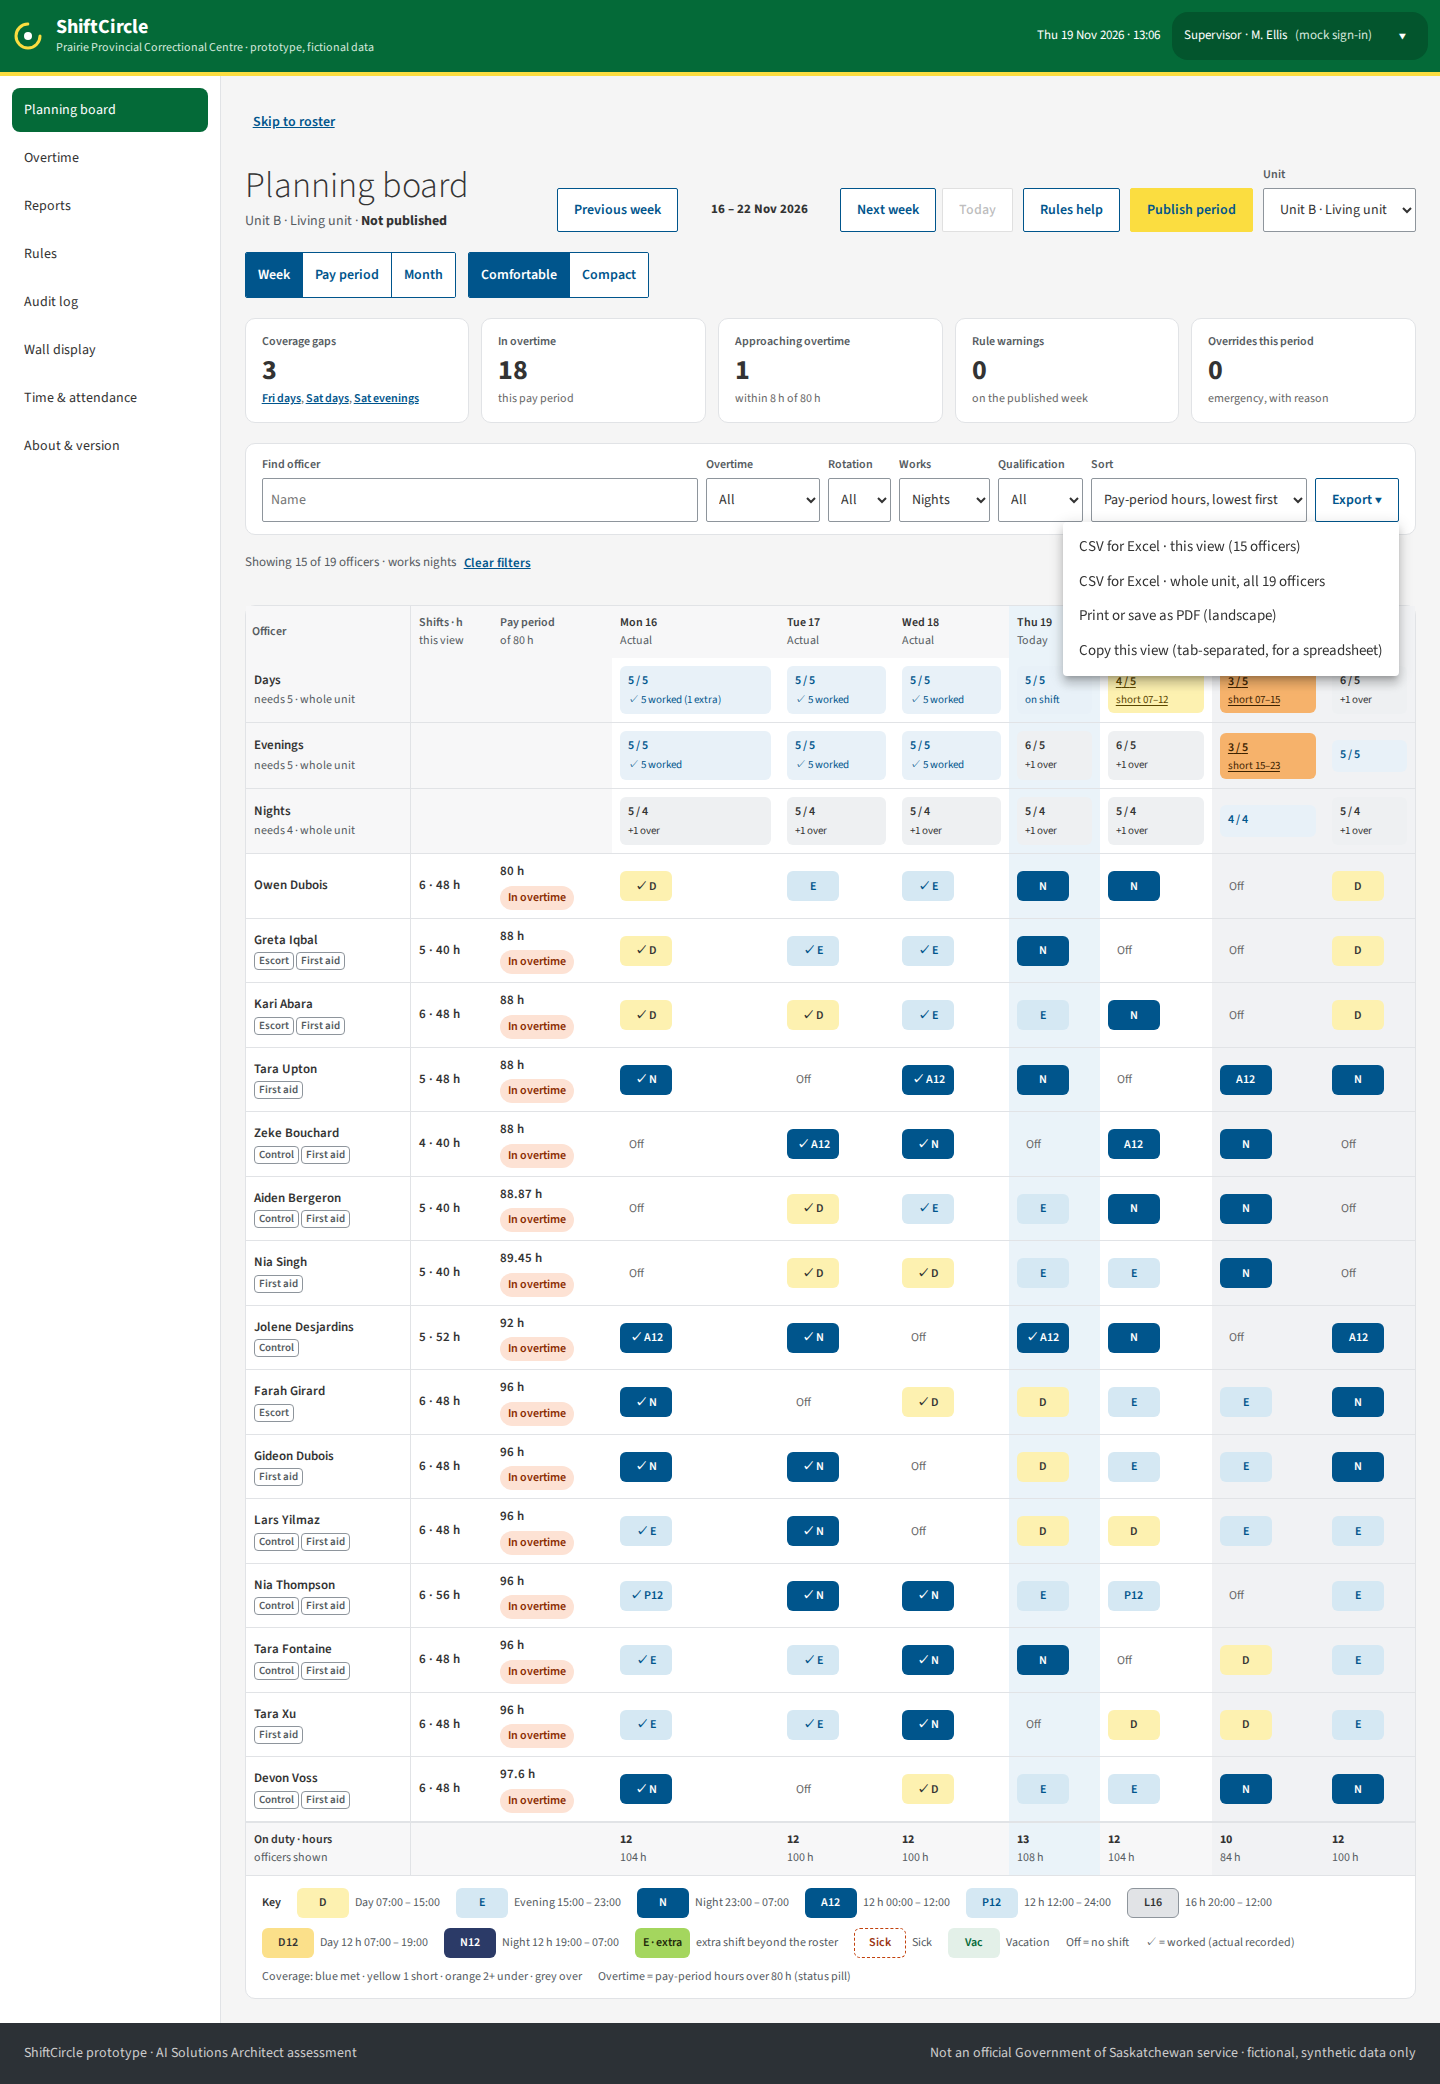 ShiftCircle
Prairie Provincial Correctional Centre · prototype, fictional data
Thu 19 Nov 2026 · 13:06
Supervisor · M. Ellis (mock sign-in) ▾
Planning board
Overtime
Reports
Rules
Audit log
Wall display
Time & attendance
About & version
Skip to roster
Planning board
Unit B · Living unit · Not published
Previous week
16 – 22 Nov 2026
Next week
Today
Rules help
Publish period
Unit
Unit B · Living unit
Week Pay period Month
Comfortable Compact
Coverage gaps
3
Fri days, Sat days, Sat evenings
In overtime
18
this pay period
Approaching overtime
1
within 8 h of 80 h
Rule warnings
0
on the published week
Overrides this period
0
emergency, with reason
Find officer
Name
Overtime
All
Rotation
All
Works
Nights
Qualification
All
Sort
Pay-period hours, lowest first
Export ▾
CSV for Excel · this view (15 officers)
CSV for Excel · whole unit, all 19 officers
Print or save as PDF (landscape)
Copy this view (tab-separated, for a spreadsheet)
Showing 15 of 19 officers · works nights Clear filters
Officer Shifts · h Pay period Mon 16 Tue 17 Wed 18 Thu 19
this view of 80 h Actual Actual Actual Today
Days 5 / 5 5 / 5 5 / 5 5 / 5 4 / 5 3 / 5 6 / 5
needs 5 · whole unit ✓ 5 worked (1 extra) ✓ 5 worked ✓ 5 worked on shift short 07–12 short 07–15 +1 over
Evenings 5 / 5 5 / 5 5 / 5 6 / 5 6 / 5 3 / 5 5 / 5
needs 5 · whole unit ✓ 5 worked ✓ 5 worked ✓ 5 worked +1 over +1 over short 15–23
Nights 5 / 4 5 / 4 5 / 4 5 / 4 5 / 4 4 / 4 5 / 4
needs 4 · whole unit +1 over +1 over +1 over +1 over +1 over +1 over
Owen Dubois 6 · 48 h 80 h In overtime ✓ D E ✓ E N N Off D
Greta Iqbal 5 · 40 h 88 h In overtime ✓ D ✓ E ✓ E N Off Off D
Escort First aid
Kari Abara 6 · 48 h 88 h In overtime ✓ D ✓ D ✓ E E N Off D
Escort First aid
Tara Upton 5 · 48 h 88 h In overtime ✓ N Off ✓ A12 N Off A12 N
First aid
Zeke Bouchard 4 · 40 h 88 h In overtime Off ✓ A12 ✓ N Off A12 N Off
Control First aid
Aiden Bergeron 5 · 40 h 88.87 h In overtime Off ✓ D ✓ E E N N Off
Control First aid
Nia Singh 5 · 40 h 89.45 h In overtime Off ✓ D ✓ D E E N Off
First aid
Jolene Desjardins 5 · 52 h 92 h In overtime ✓ A12 ✓ N Off ✓ A12 N Off A12
Control
Farah Girard 6 · 48 h 96 h In overtime ✓ N Off ✓ D D E E N
Escort
Gideon Dubois 6 · 48 h 96 h In overtime ✓ N ✓ N Off D E E N
First aid
Lars Yilmaz 6 · 48 h 96 h In overtime ✓ E ✓ N Off D D E E
Control First aid
Nia Thompson 6 · 56 h 96 h In overtime ✓ P12 ✓ N ✓ N E P12 Off E
Control First aid
Tara Fontaine 6 · 48 h 96 h In overtime ✓ E ✓ E ✓ N N Off D E
Control First aid
Tara Xu 6 · 48 h 96 h In overtime ✓ E ✓ E ✓ N Off D D E
First aid
Devon Voss 6 · 48 h 97.6 h In overtime ✓ N Off ✓ D E E N N
Control First aid
On duty · hours 12 12 12 13 12 10 12
officers shown 104 h 100 h 100 h 108 h 104 h 84 h 100 h
Key D Day 07:00 – 15:00 E Evening 15:00 – 23:00 N Night 23:00 – 07:00 A12 12 h 00:00 – 12:00 P12 12 h 12:00 – 24:00 L16 16 h 20:00 – 12:00
D12 Day 12 h 07:00 – 19:00 N12 Night 12 h 19:00 – 07:00 E · extra extra shift beyond the roster Sick Sick Vac Vacation Off = no shift ✓ = worked (actual recorded)
Coverage: blue met · yellow 1 short · orange 2+ under · grey over Overtime = pay-period hours over 80 h (status pill)
ShiftCircle prototype · AI Solutions Architect assessment
Not an official Government of Saskatchewan service · fictional, synthetic data only